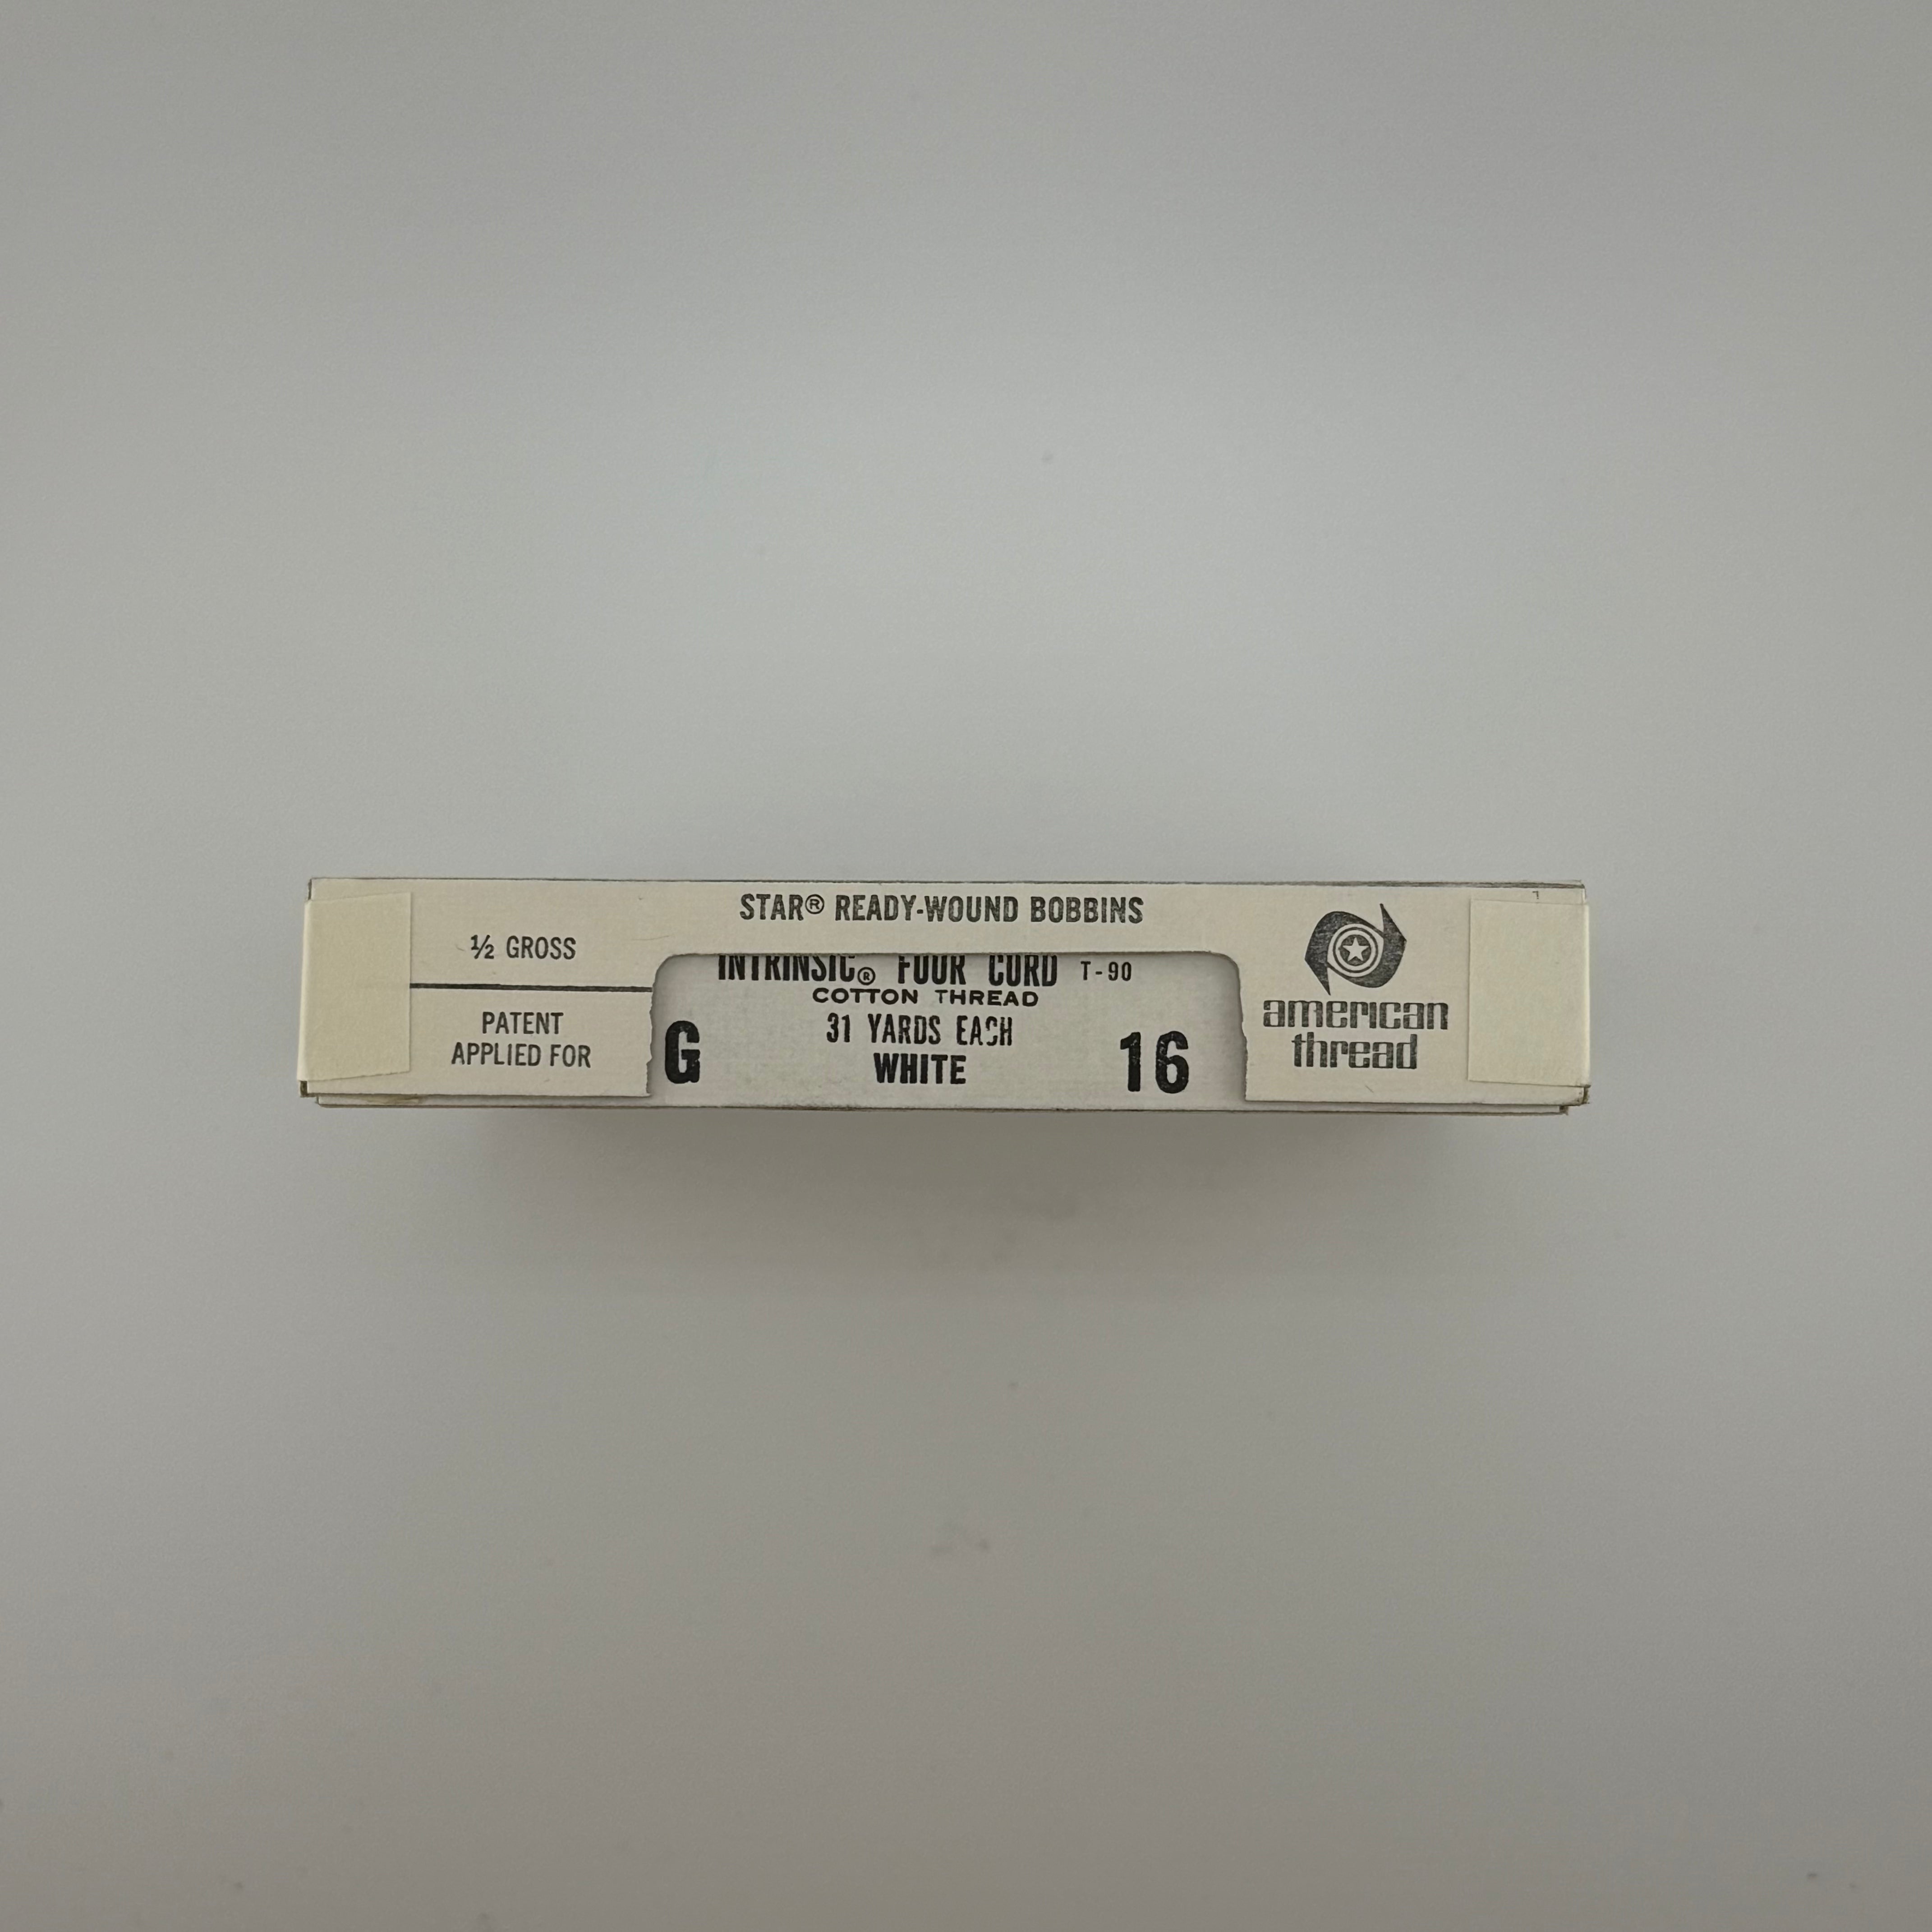 STAR® READY-WOUND BOBBINS
½ GROSS
PATENT
APPLIED FOR
INTRINSIC® FOUR CORD T-90
COTTON THREAD
31 YARDS EACH
WHITE
G
16
american
thread